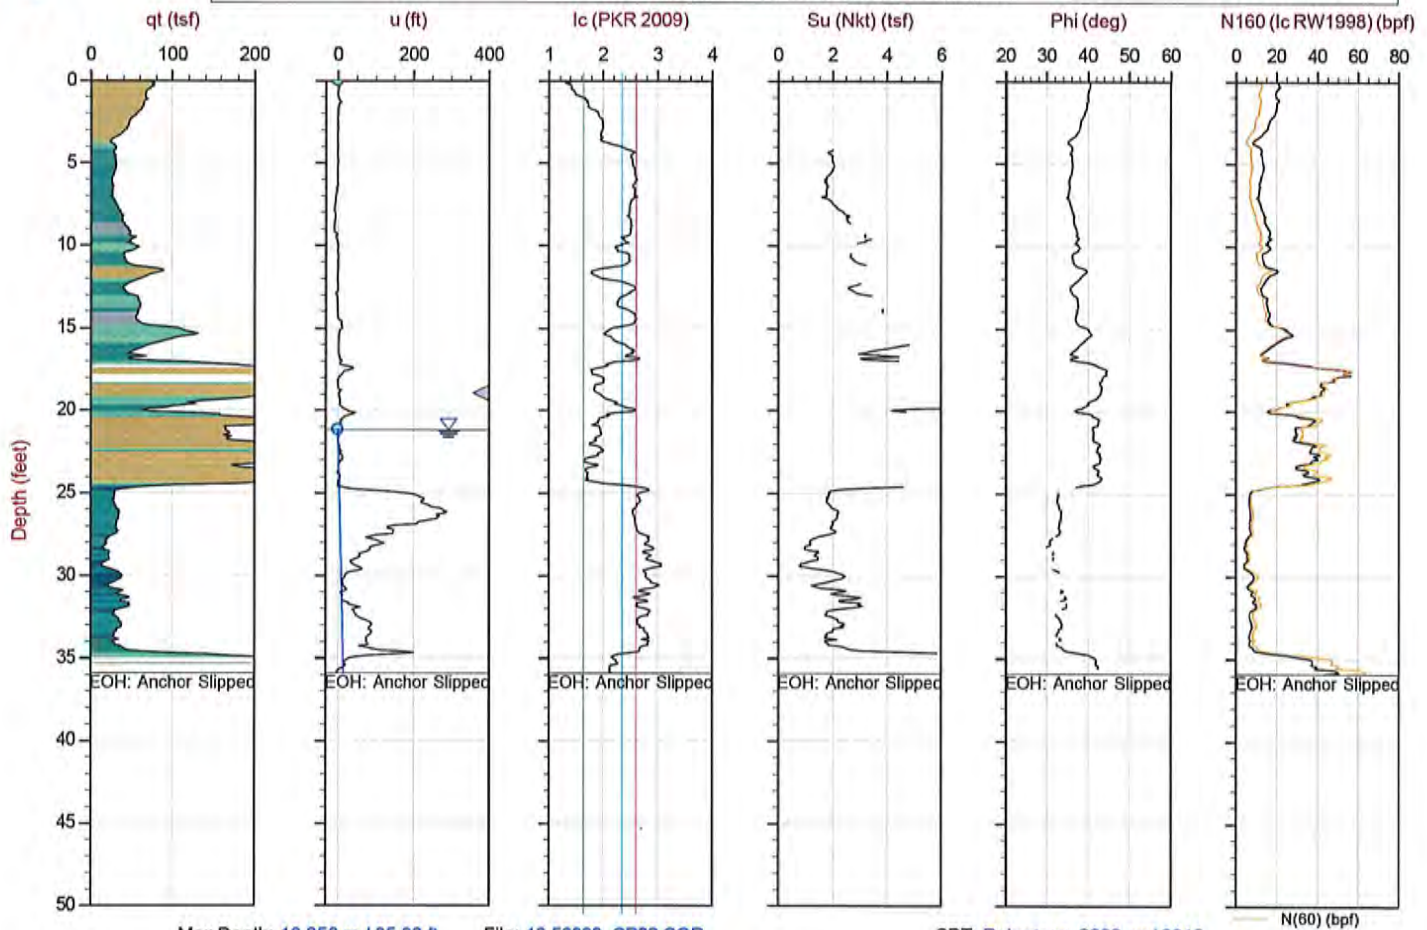 qt (tsf) u (ft) Ic (PKR 2009) Su (Nkt) (tsf) Phi (deg) N160 (Ic RW1998) (bpf)
0 100 200 0 200 400 1 2 3 4 0 2 4 6 20 30 40 50 60 0 20 40 60 80
0
5
10
15
20
25
30
35
40
45
50
Depth (feet)
EOH: Anchor Slipped EOH: Anchor Slipped EOH: Anchor Slipped EOH: Anchor Slipped EOH: Anchor Slipped EOH: Anchor Slipped
N(60) (bpf)